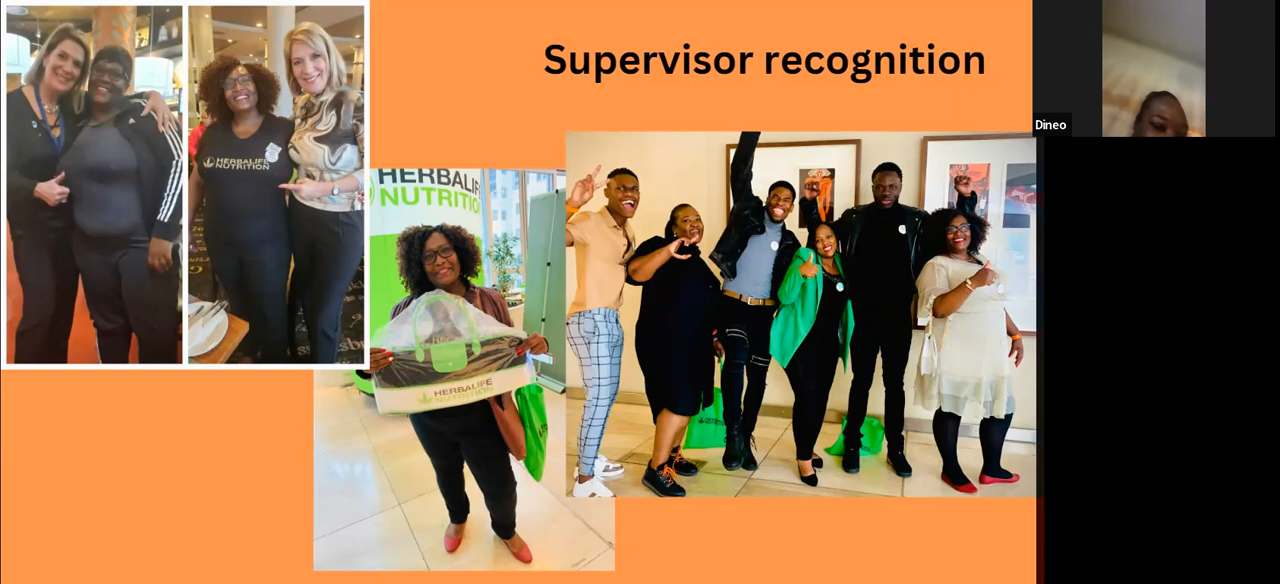 Supervisor recognition
Dineo
HERBALIFE
NUTRITION
HERBALIFE
NUTRITION
HERBALIFE
NUTRITION